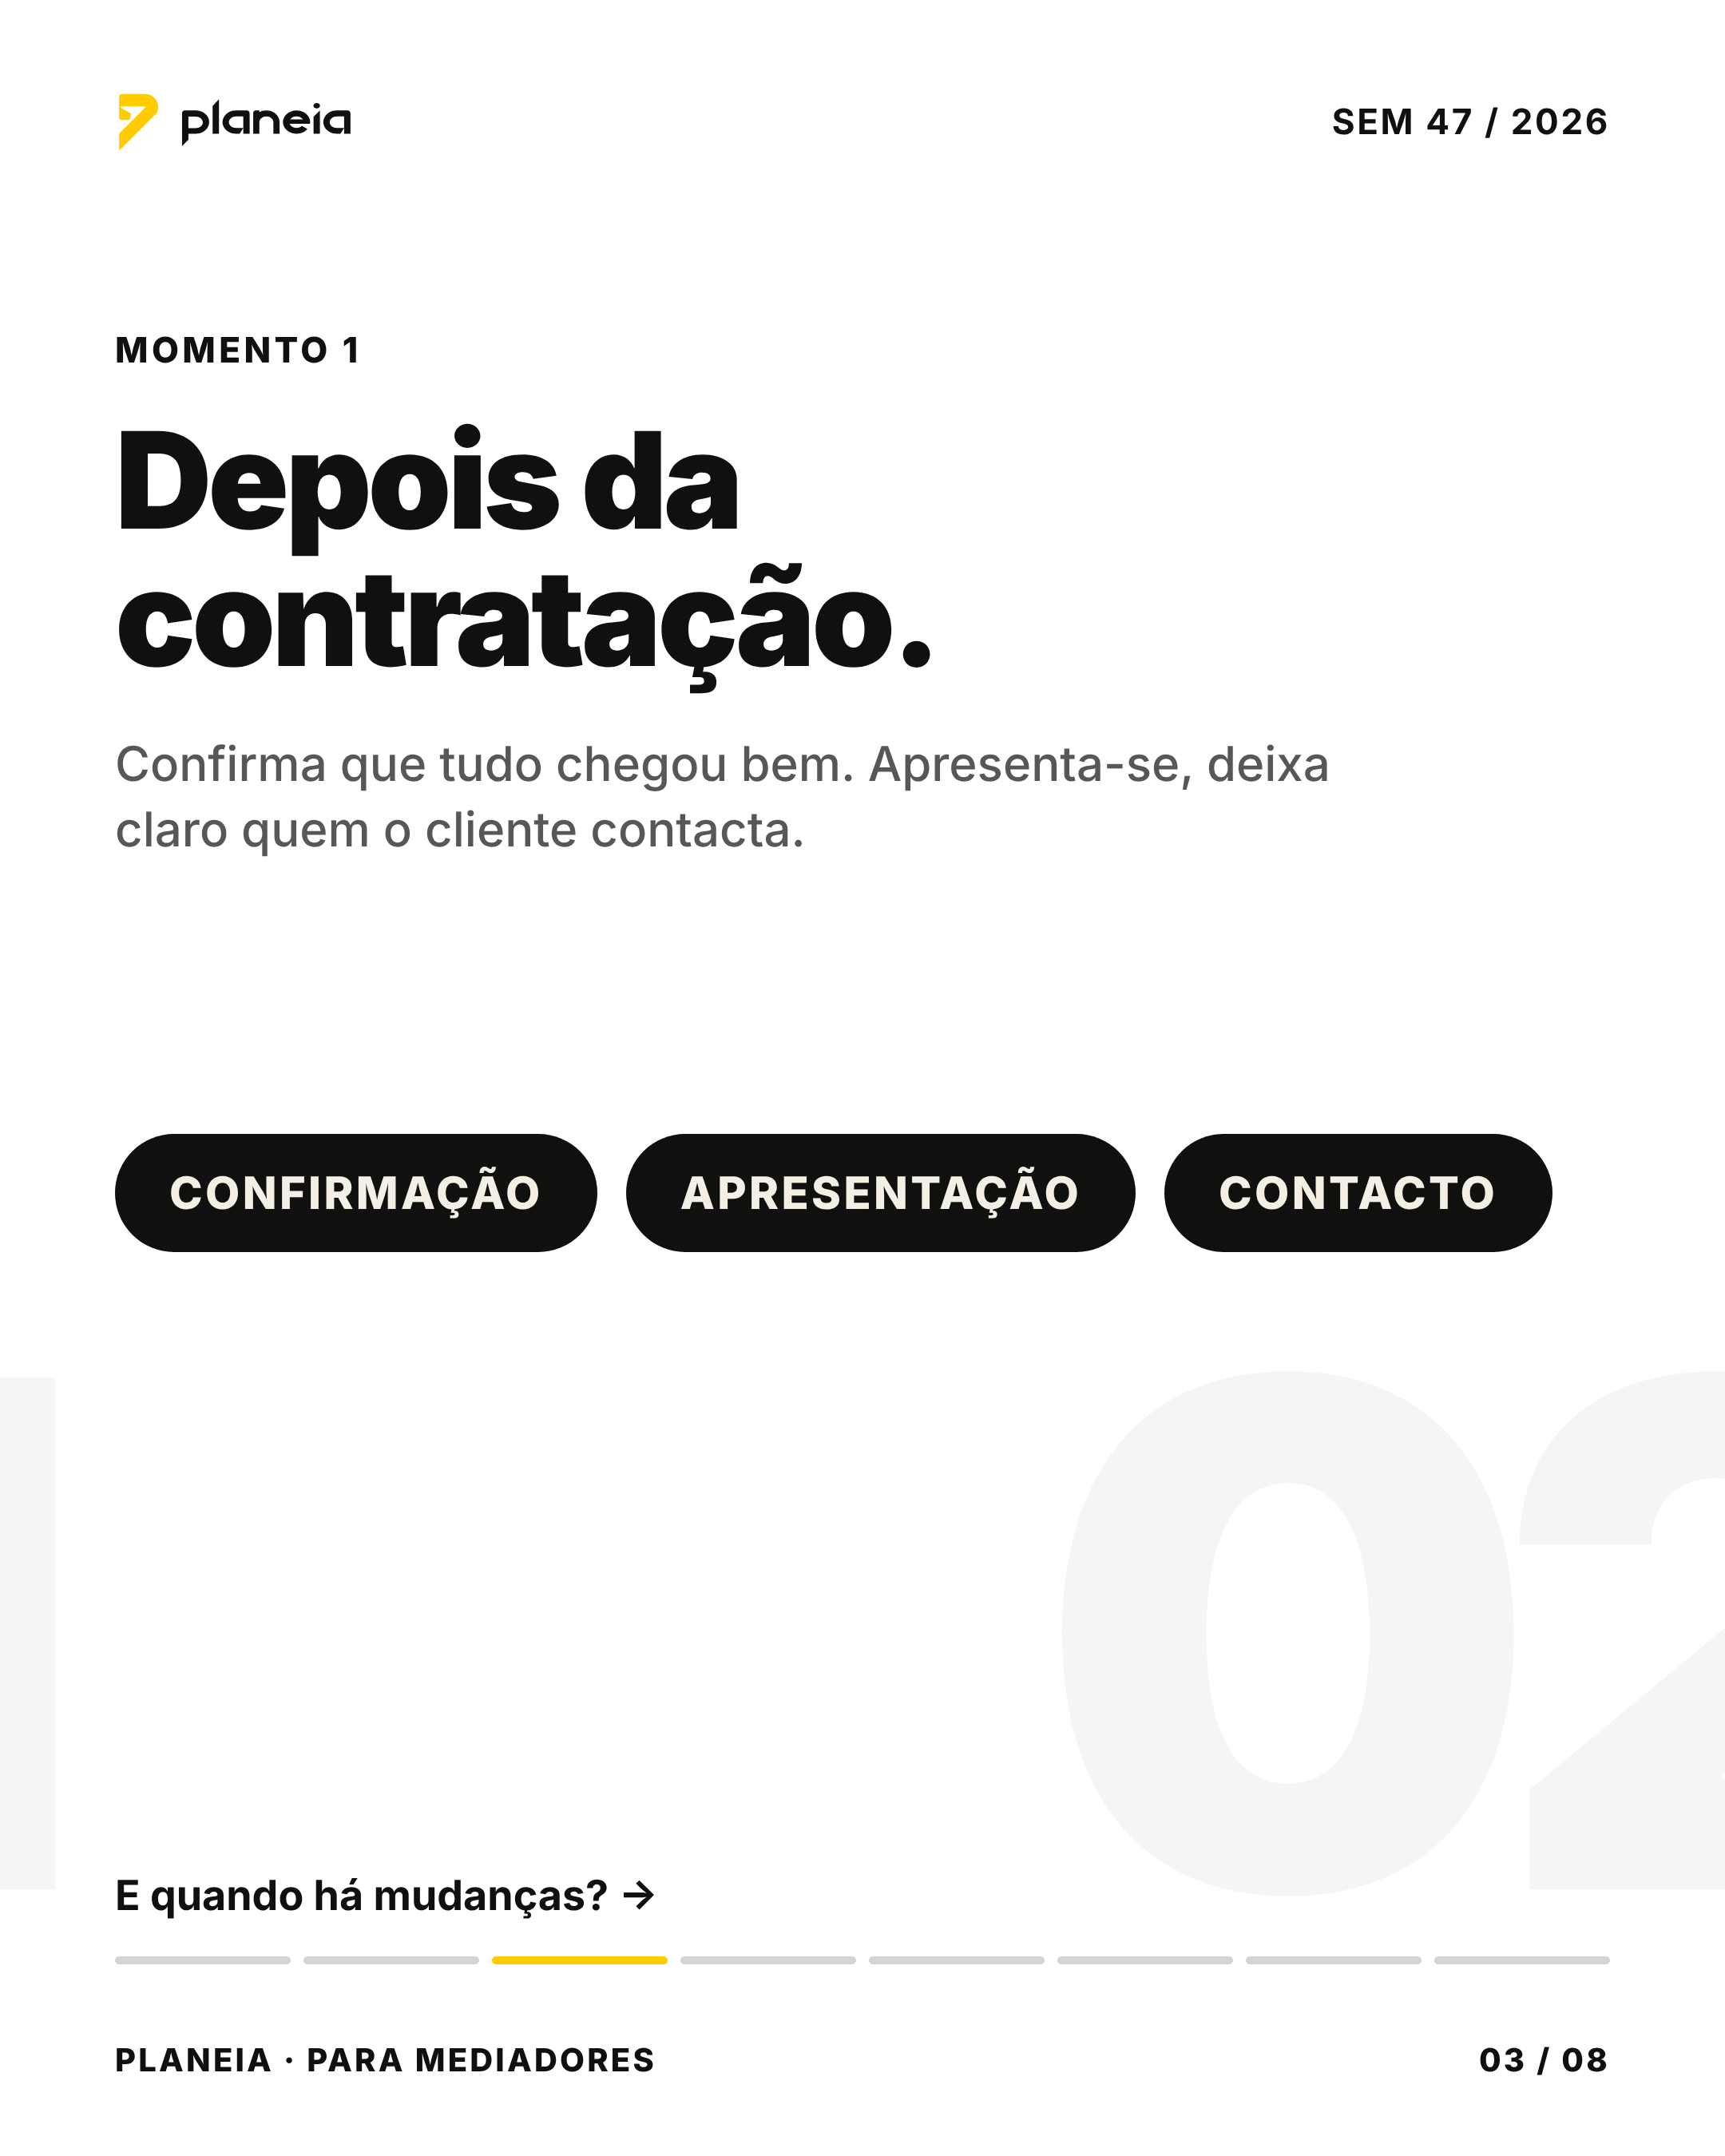 planeia
SEM 47 / 2026
MOMENTO 1
Depois da
contratação.
Confirma que tudo chegou bem. Apresenta-se, deixa
claro quem o cliente contacta.
CONFIRMAÇÃO
APRESENTAÇÃO
CONTACTO
02
E quando há mudanças? →
PLANEIA · PARA MEDIADORES
03 / 08